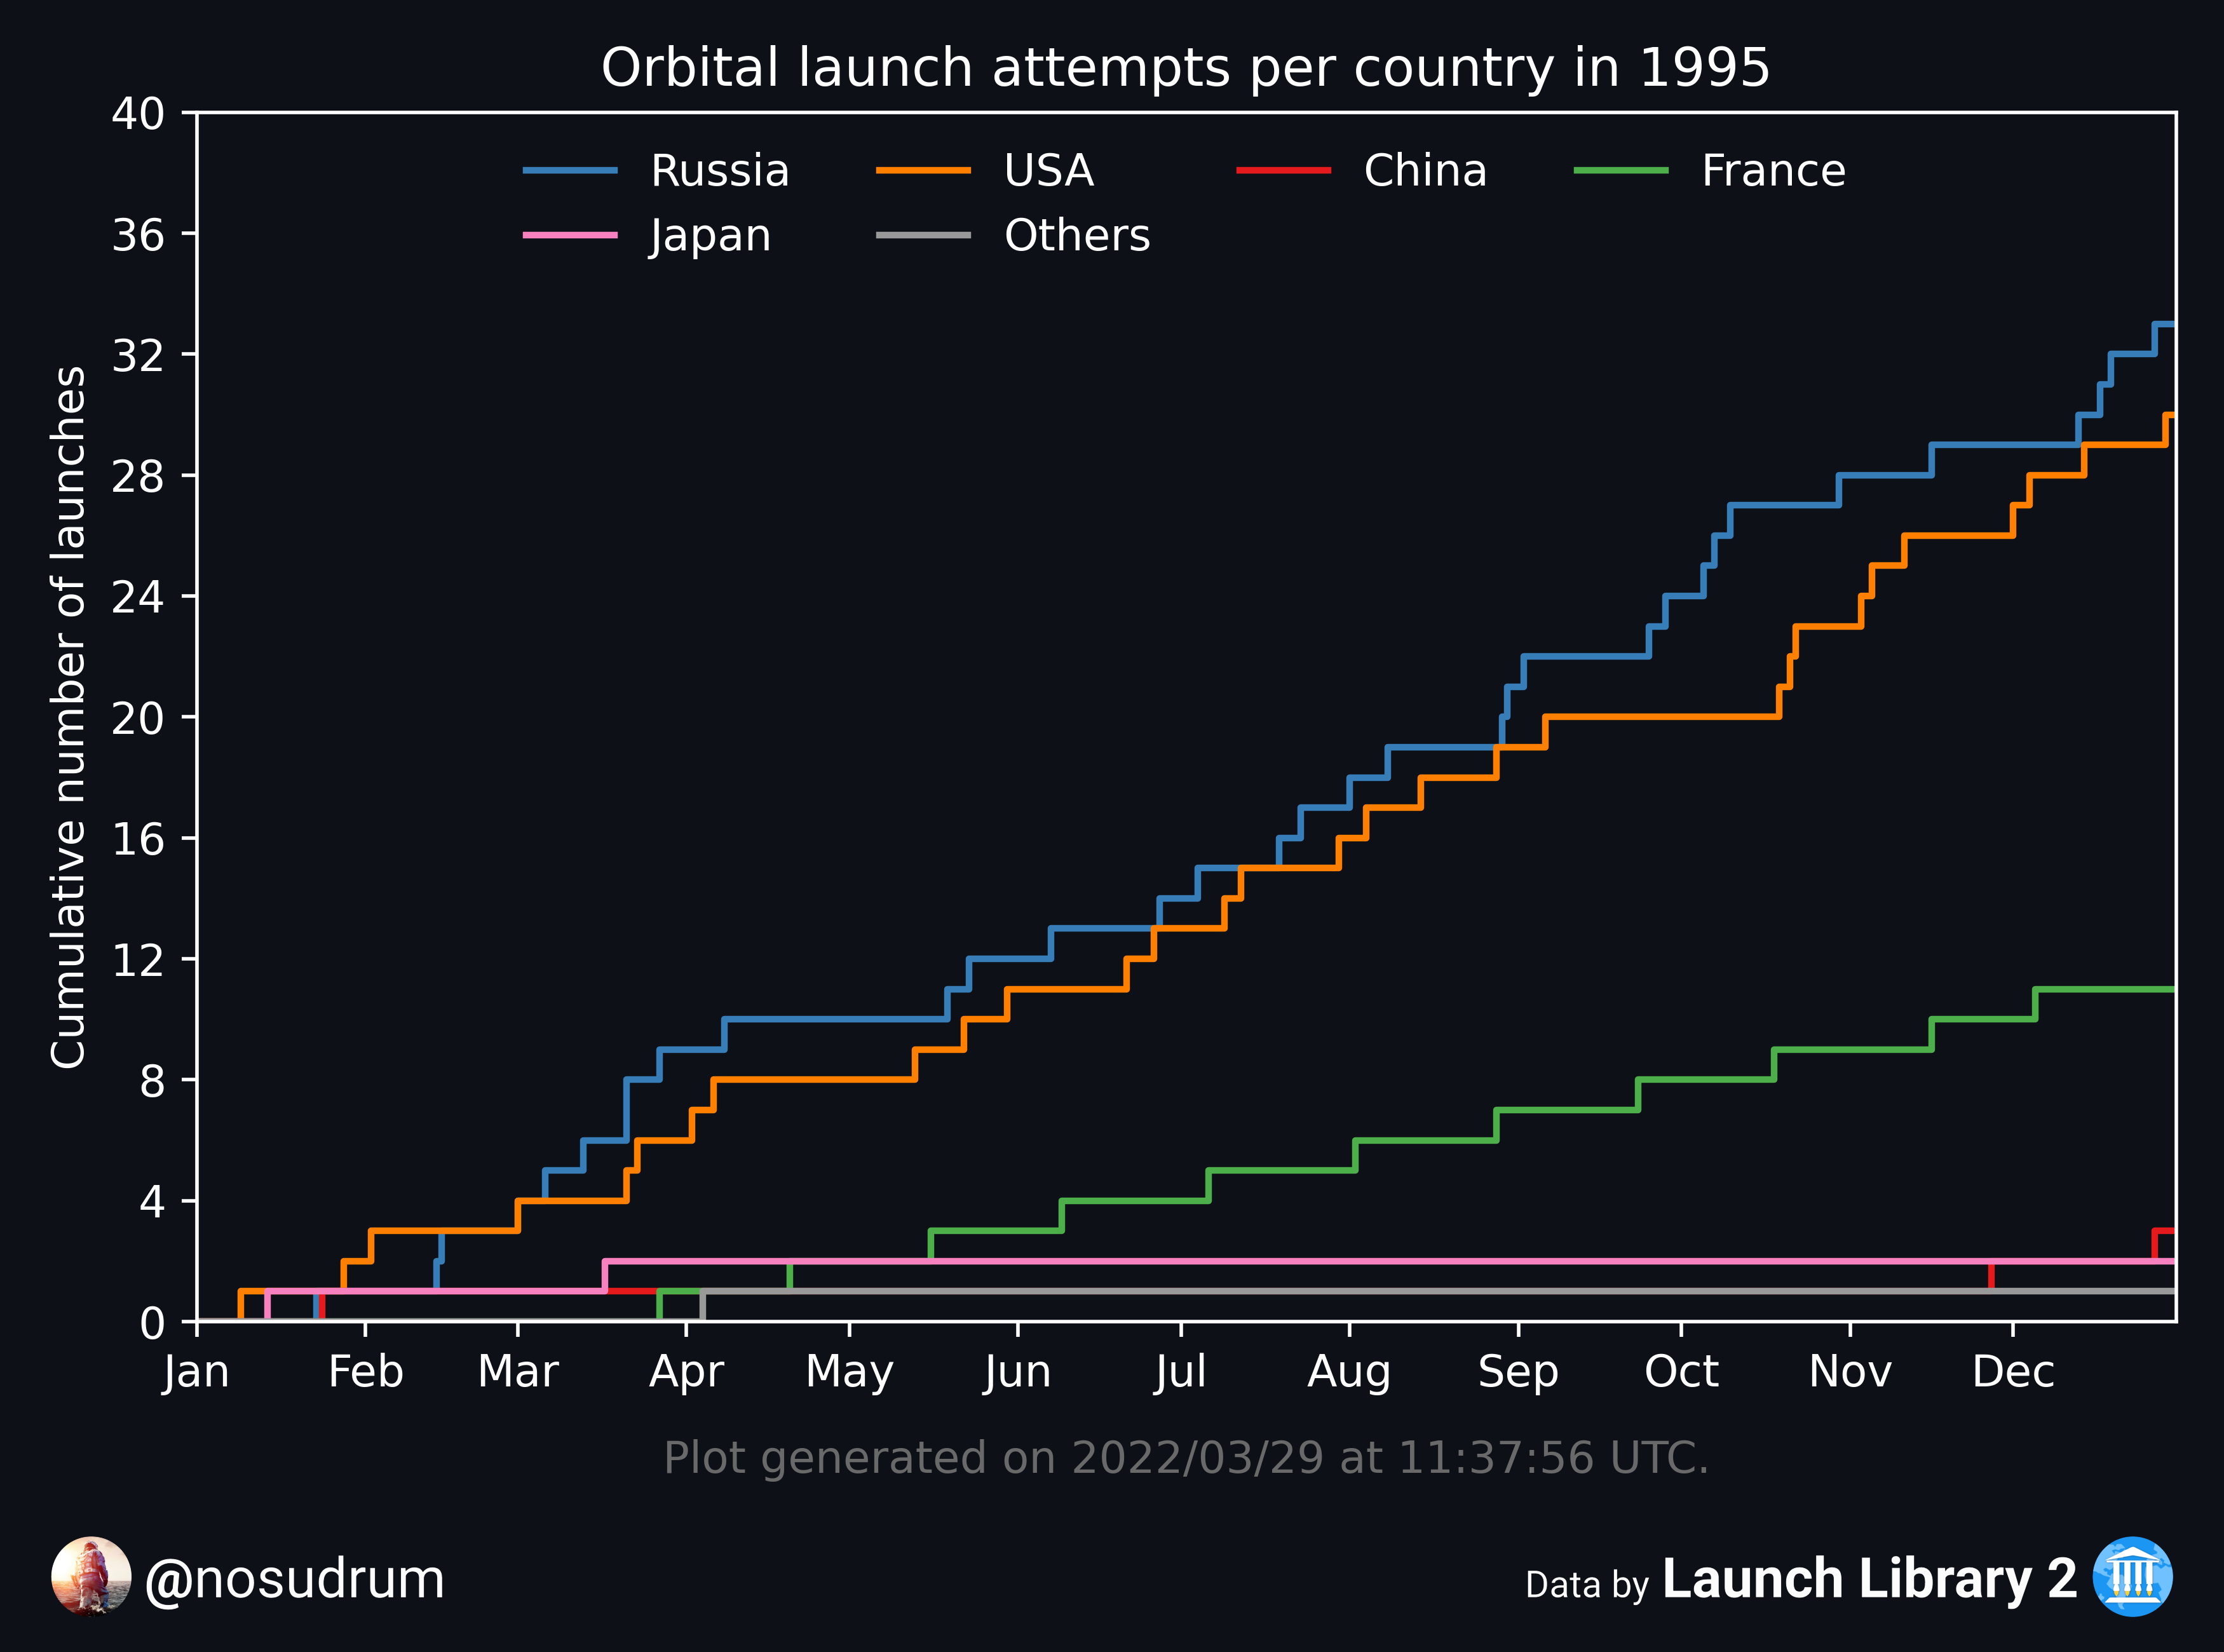 Orbital launch attempts per country in 1995
40
36
32
28
24
20
16
12
8
4
0
Cumulative number of launches
Russia USA China France
Japan Others
Jan Feb Mar Apr May Jun Jul Aug Sep Oct Nov Dec
Plot generated on 2022/03/29 at 11:37:56 UTC.
@nosudrum
Data by Launch Library 2